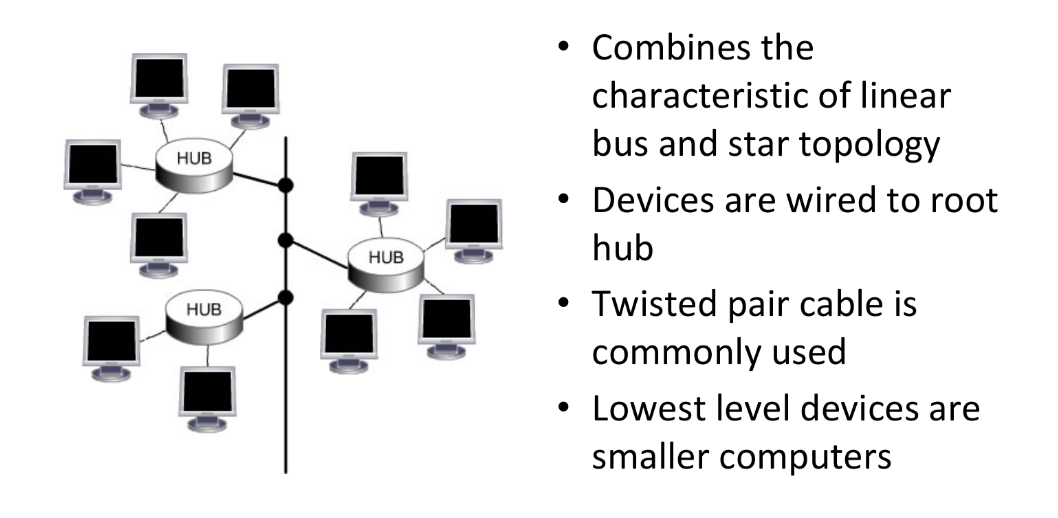 HUB
HUB
HUB
• Combines the
characteristic of linear
bus and star topology
• Devices are wired to root
hub
• Twisted pair cable is
commonly used
• Lowest level devices are
smaller computers